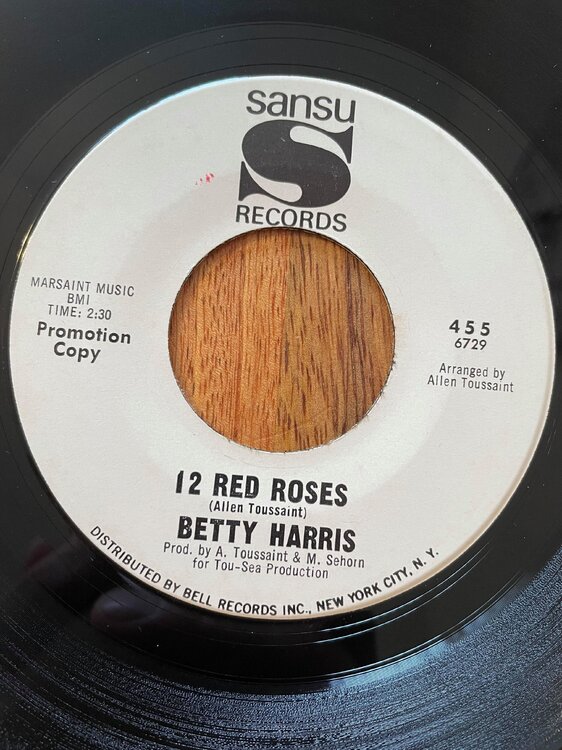 sansu
S
RECORDS
MARSAINT MUSIC
BMI
TIME: 2:30
Promotion
Copy
455
6729
Arranged by
Allen Toussaint
12 RED ROSES
(Allen Toussaint)
BETTY HARRIS
Prod. by A. Toussaint & M. Sehorn
for Tou-Sea Production
DISTRIBUTED BY BELL RECORDS INC., NEW YORK CITY, N. Y.